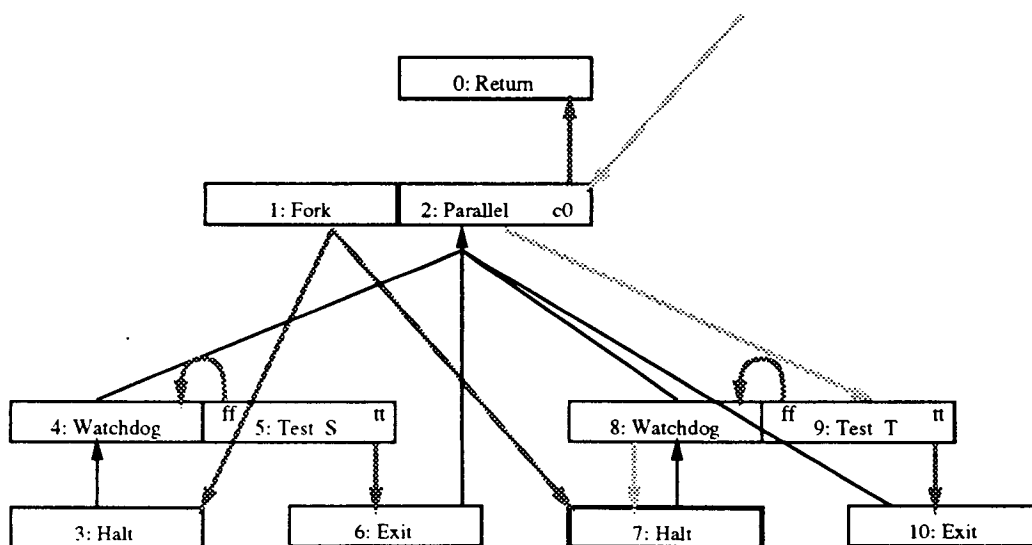 0: Return
1: Fork
2: Parallel c0
ff tt
4: Watchdog
5: Test S
ff tt
8: Watchdog
9: Test T
3: Halt
6: Exit
7: Halt
10: Exit